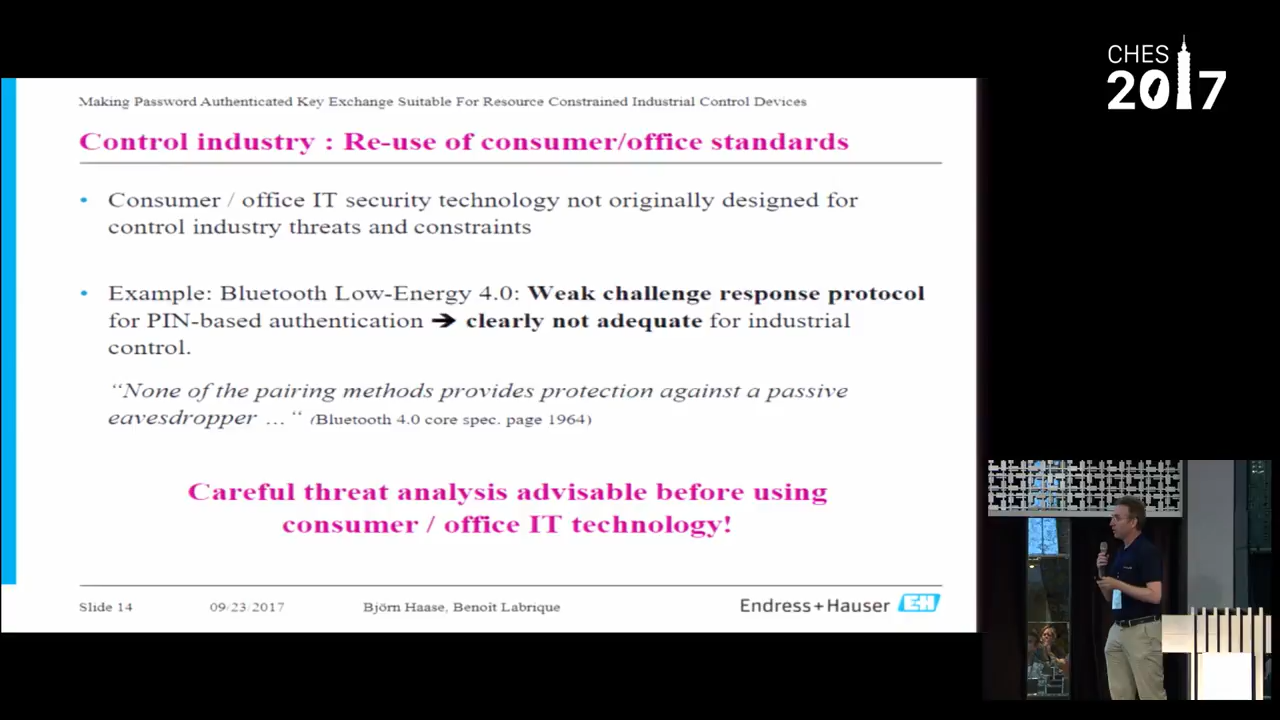 CHES
2017
Making Password Authenticated Key Exchange Suitable For Resource Constrained Industrial Control Devices
Control industry : Re-use of consumer/office standards
• Consumer / office IT security technology not originally designed for
control industry threats and constraints
• Example: Bluetooth Low-Energy 4.0: Weak challenge response protocol
for PIN-based authentication ➔ clearly not adequate for industrial
control.
“None of the pairing methods provides protection against a passive
eavesdropper …“ (Bluetooth 4.0 core spec. page 1964)
Careful threat analysis advisable before using
consumer / office IT technology!
Slide 14 09/23/2017 Björn Haase, Benoît Labrique Endress+Hauser EH